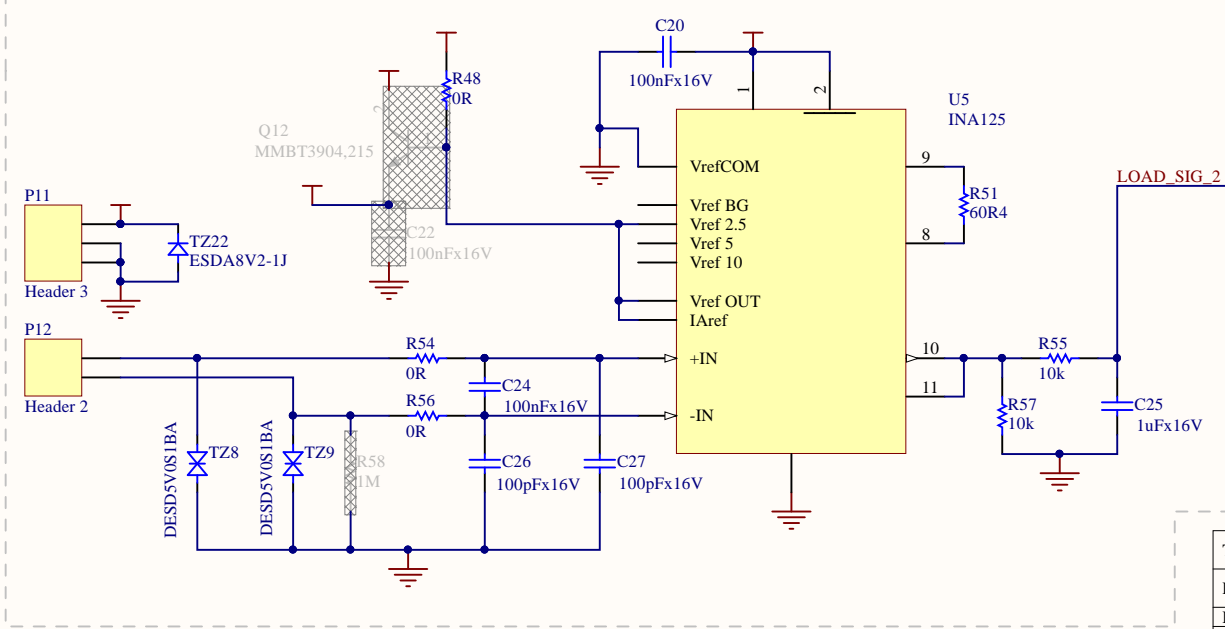 C20
100nFx16V
R48
0R
2
Q12
MMBT3904,215
1
2
U5
INA125
P11
VrefCOM
9
LOAD_SIG_2
R51
60R4
Vref BG
Vref 2.5
Vref 5
Vref 10
8
TZ22
ESDA8V2-1J
C22
100nFx16V
Header 3
Vref OUT
IAref
P12
R54
0R
+IN
10
R55
10k
Header 2
C24
100nFx16V
R56
0R
-IN
11
R57
10k
C25
1uFx16V
DESD5V0S1BA
TZ8
DESD5V0S1BA
TZ9
R58
1M
C26
100pFx16V
C27
100pFx16V